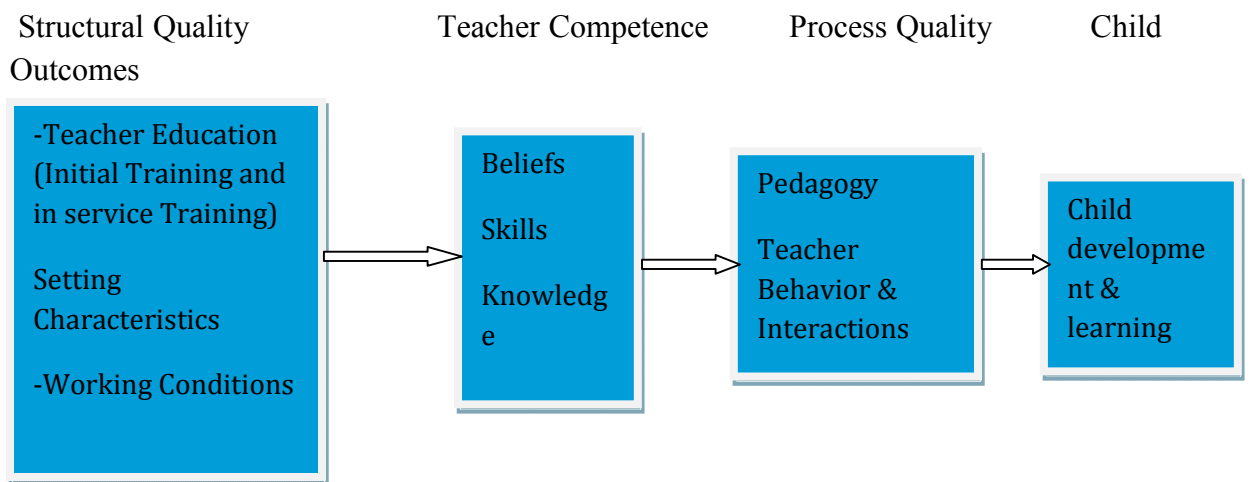 Structural Quality Teacher Competence Process Quality Child
Outcomes
-Teacher Education
(Initial Training and
in service Training)
Setting
Characteristics
-Working Conditions
Beliefs
Skills
Knowledg
e
Pedagogy
Teacher
Behavior &
Interactions
Child
developme
nt &
learning